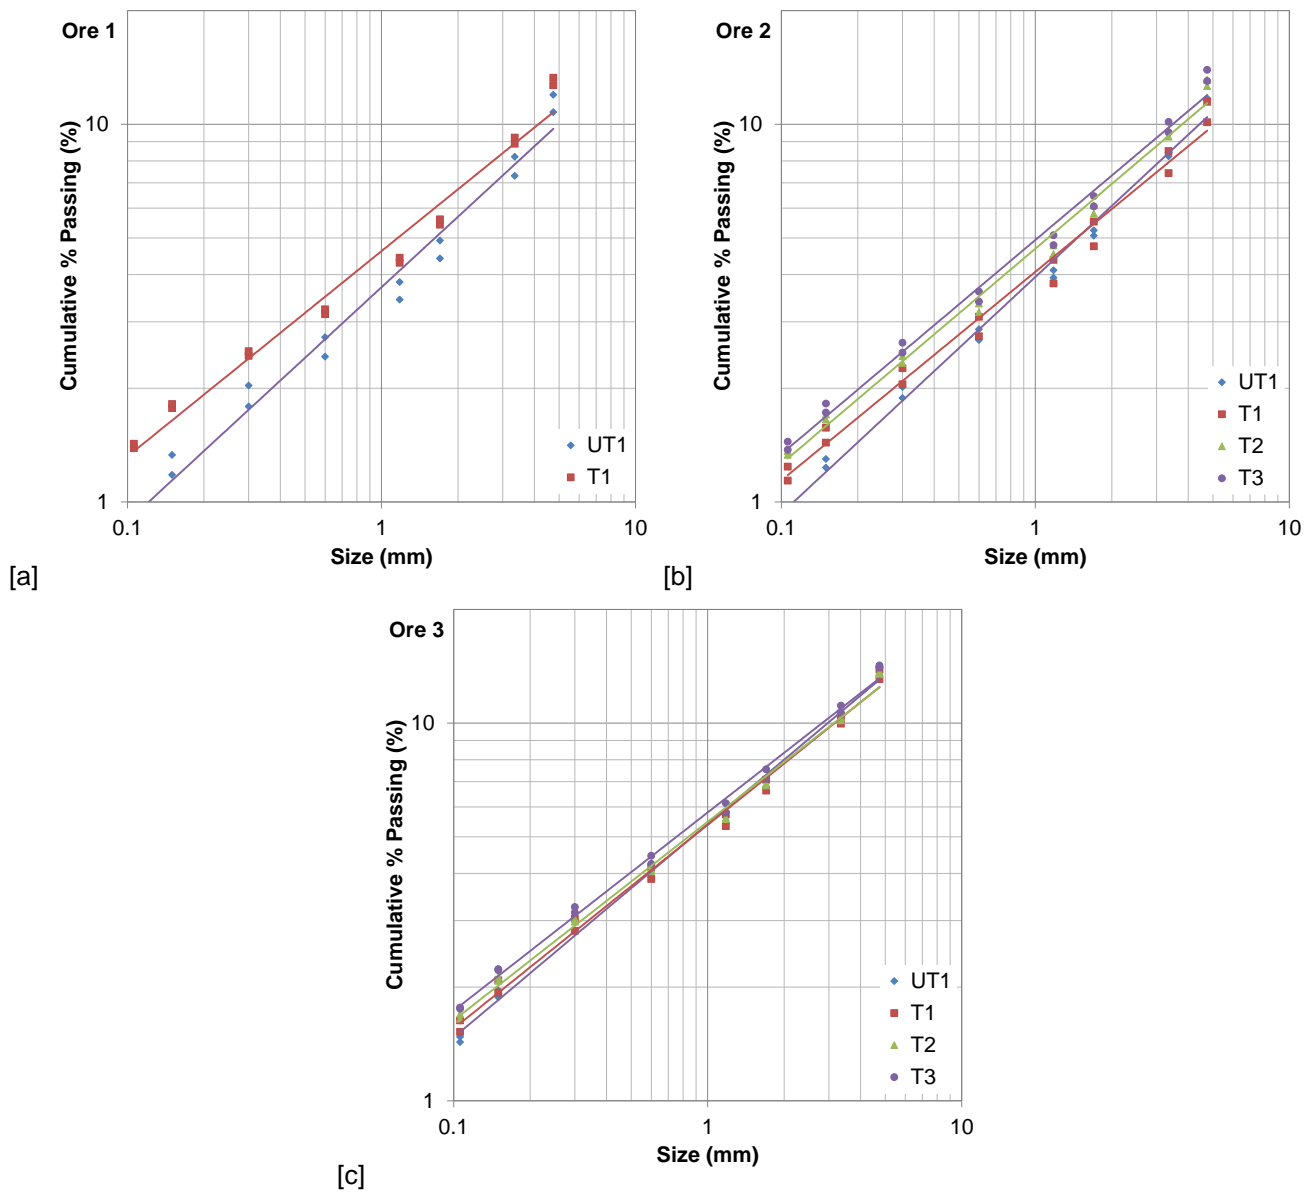 Ore 1
Cumulative % Passing (%)
10
1
0.1
1
10
Size (mm)
UT1
T1
[a]
Ore 2
Cumulative % Passing (%)
10
1
0.1
1
10
Size (mm)
UT1
T1
T2
T3
[b]
Ore 3
Cumulative % Passing (%)
10
1
0.1
1
10
Size (mm)
UT1
T1
T2
T3
[c]